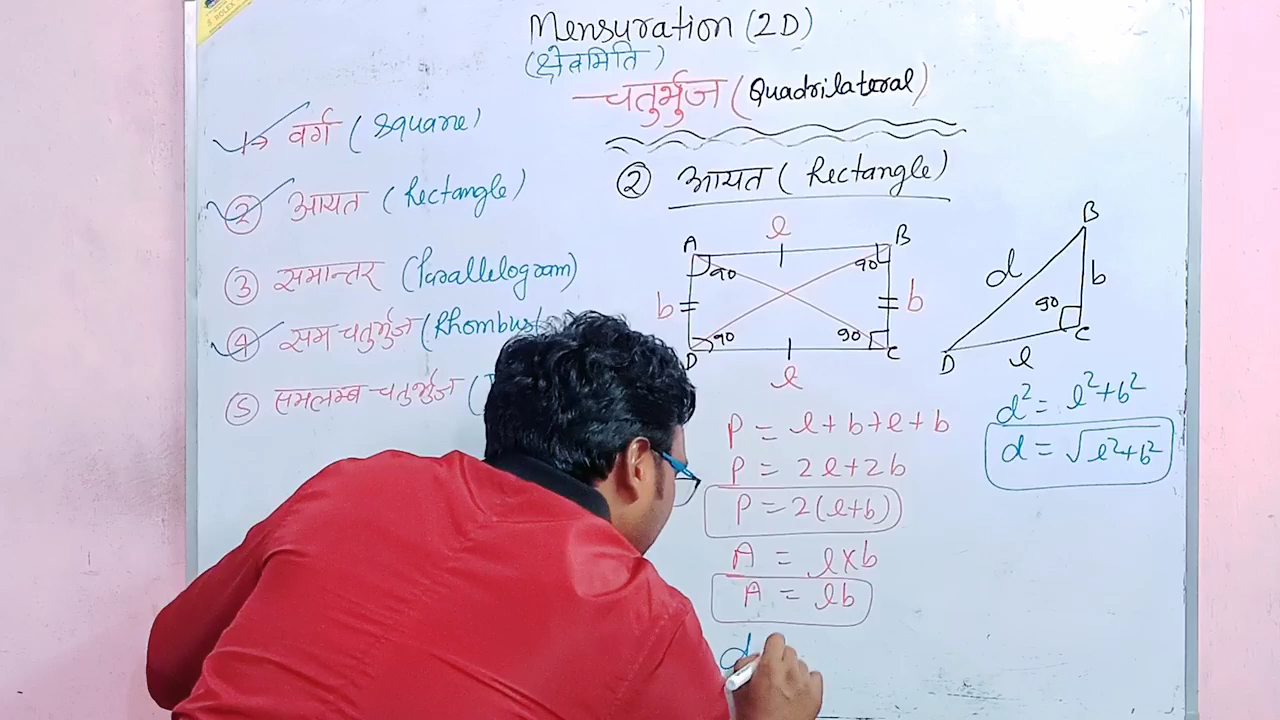 Mensuration (2D)
(क्षेत्रमिति)
चतुर्भुज (Quadrilateral)
1→ वर्ग (square)
② आयत (Rectangle)
③ समान्तर (Parallelogram)
④ सम चतुर्भुज (Rhombus
⑤ समलम्ब चतुर्भुज (
② आयत (Rectangle)
l
A B
90 90
b b
90 90
D C
l
B
d b
90
D l C
P = l+b+l+b
P = 2l+2b
P = 2(l+b)
A = l×b
A = lb
d
d² = l²+b²
d = √l²+b²